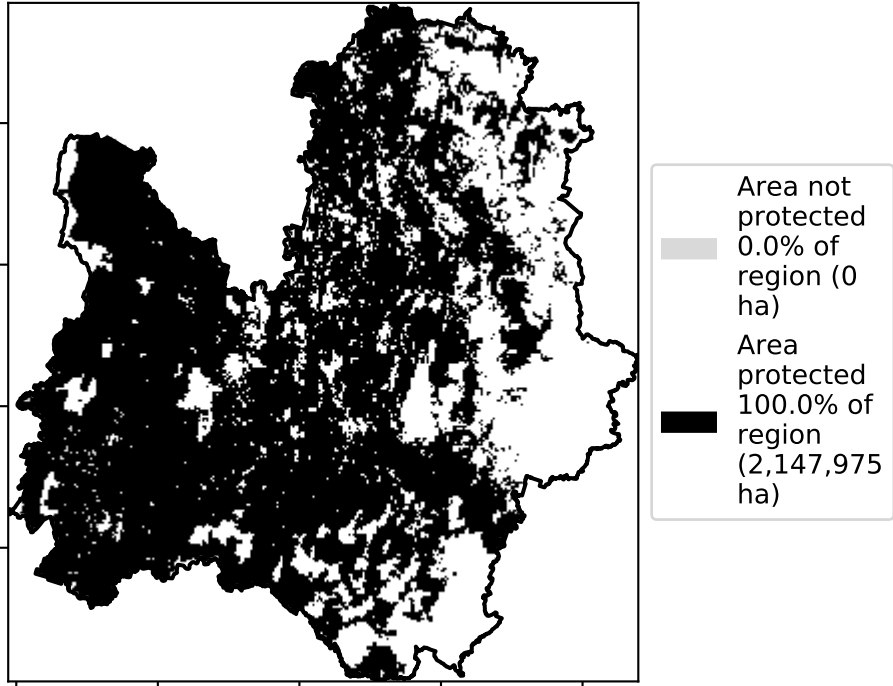 Area not
protected
0.0% of
region (0
ha)
Area
protected
100.0% of
region
(2,147,975
ha)